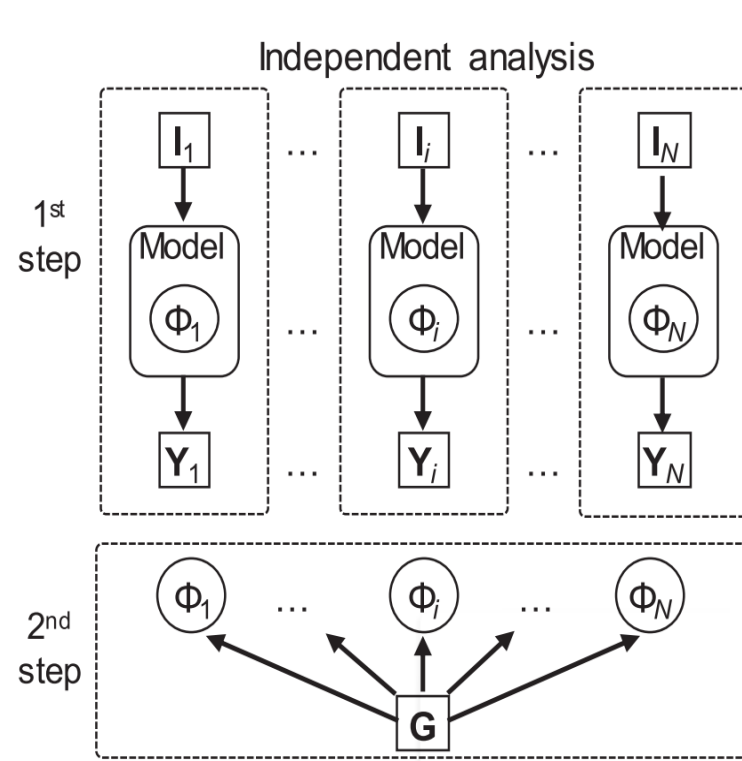 Independent analysis
I1 ... Ii ... IN
1st step
Model Model Model
Φ1 ... Φi ... ΦN
Y1 ... Yi ... YN
2nd step
Φ1 ... Φi ... ΦN
G